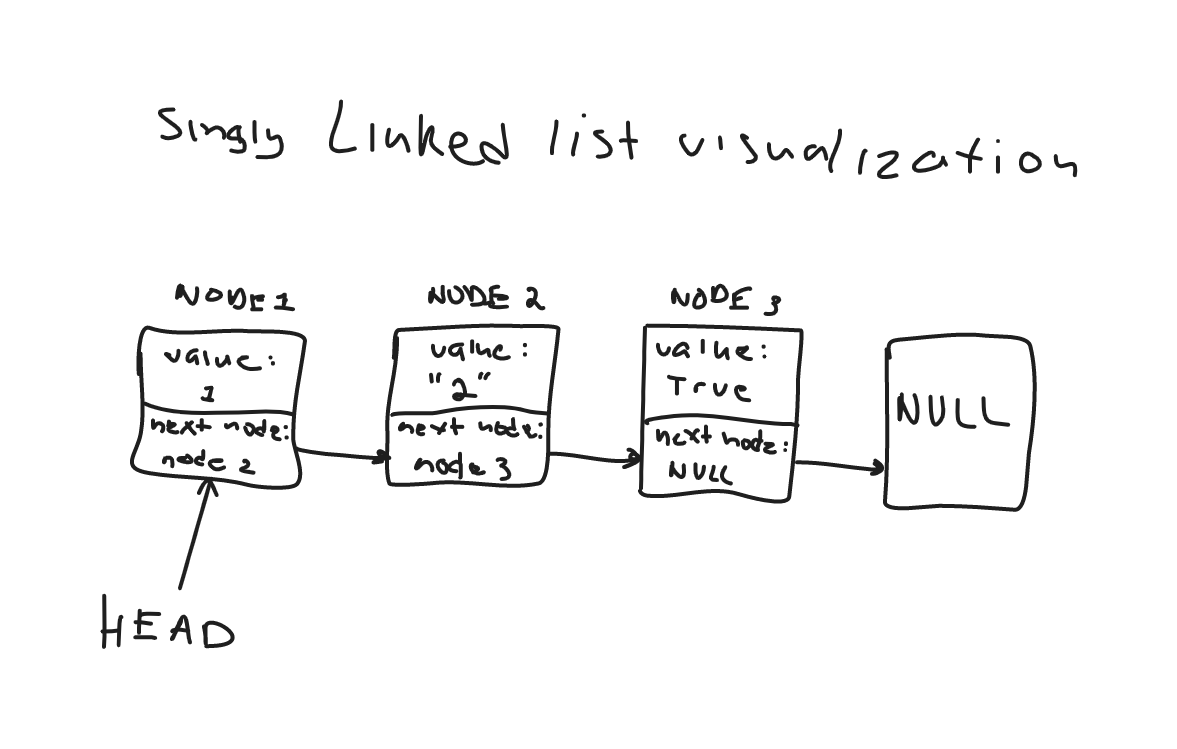 Singly Linked list visualization
NODE 1
NODE 2
NODE 3
value:
1
next node:
node 2
value:
"2"
next node:
node 3
value:
True
next node:
NULL
NULL
HEAD